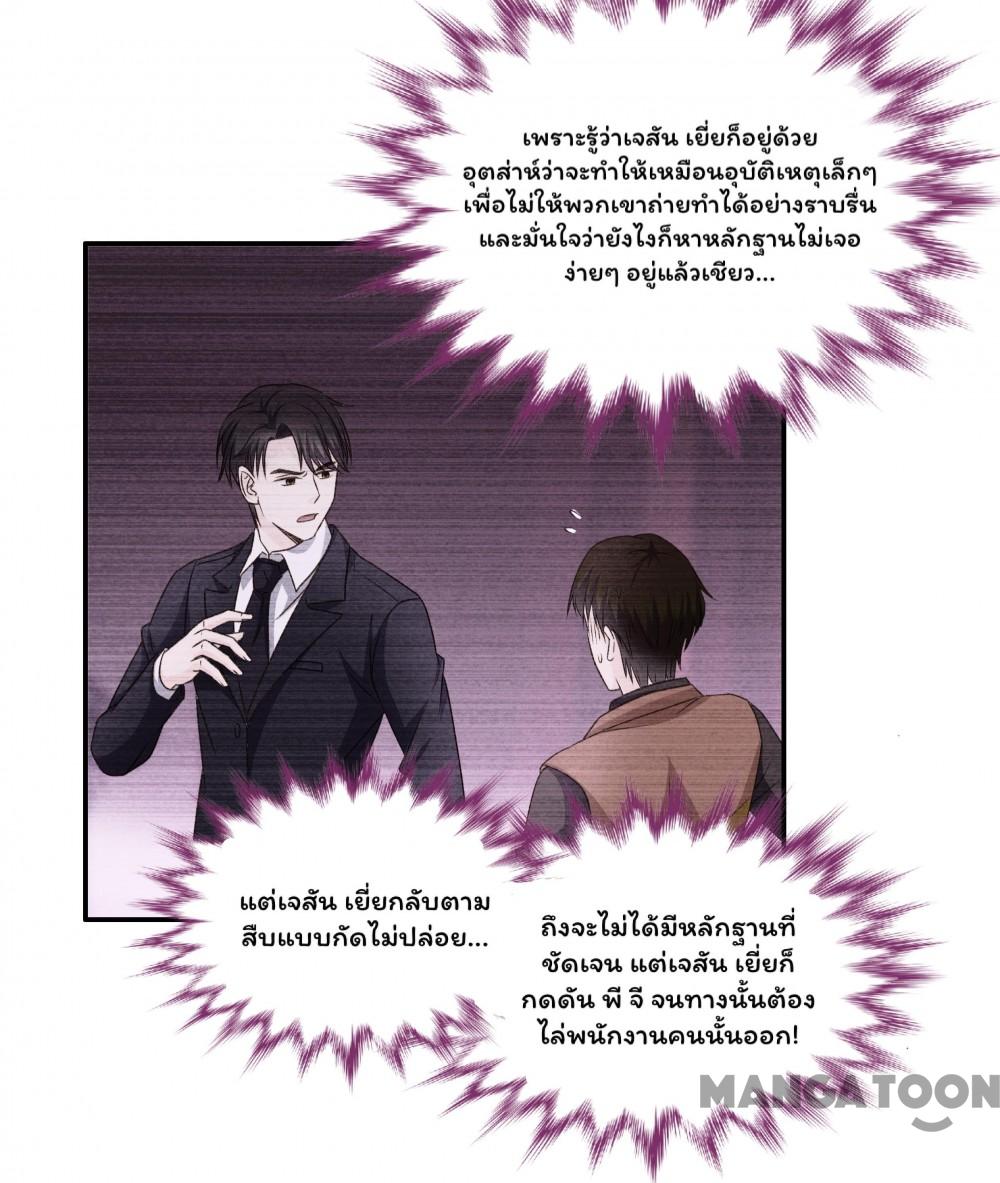 เพราะรู้ว่าเจสัน เยี่ยก็อยู่ด้วย
อุตส่าห์ว่าจะทำให้เหมือนอุบัติเหตุเล็กๆ
เพื่อไม่ให้พวกเขาถ่ายทำได้อย่างราบรื่น
และมั่นใจว่ายังไงก็หาหลักฐานไม่เจอ
ง่ายๆ อยู่แล้วเชียว...
แต่เจสัน เยี่ยกลับตาม
สืบแบบกัดไม่ปล่อย...
ถึงจะไม่ได้มีหลักฐานที่
ชัดเจน แต่เจสัน เยี่ยก็
กดดัน พี จี จนทางนั้นต้อง
ไล่พนักงานคนนั้นออก!
MANGATOON